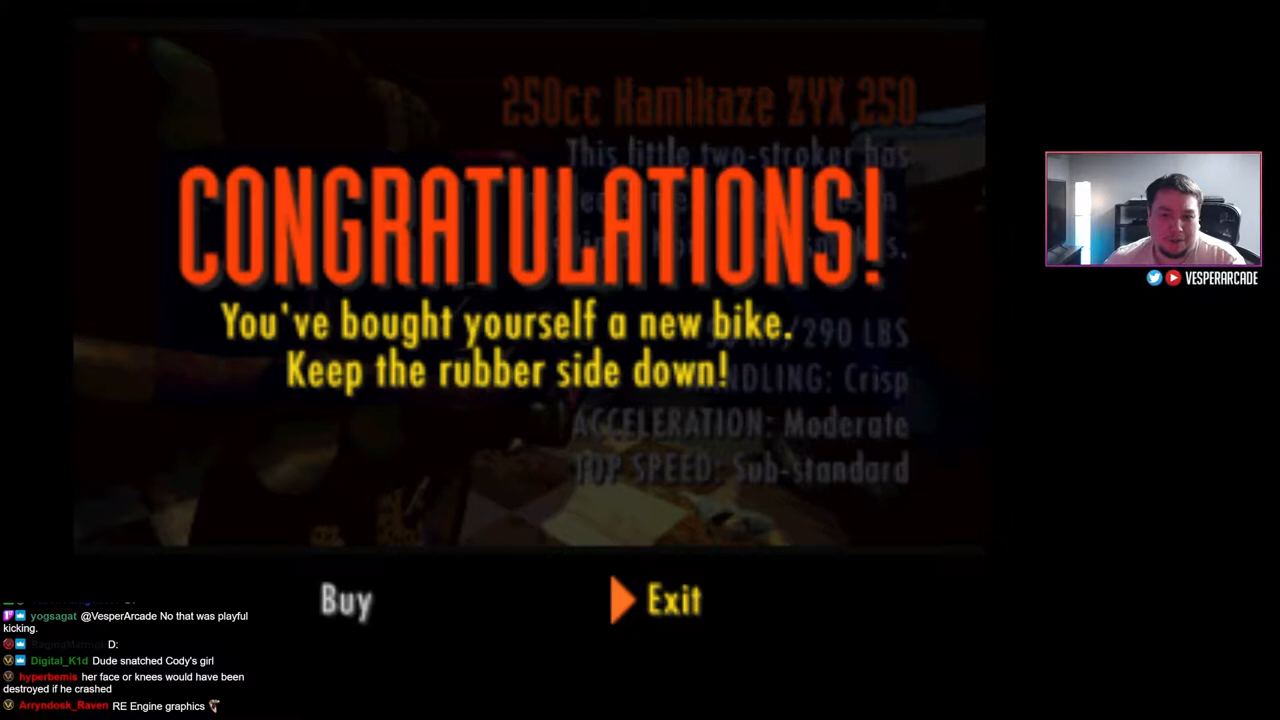 250cc Kamikaze ZYX 250
This little two-stroker has
CONGRATULATIONS!
You've bought yourself a new bike.
/290 LBS
Keep the rubber side down!
HANDLING: Crisp
ACCELERATION: Moderate
TOP SPEED: Sub-standard
Buy
Exit
VESPERARCADE
yogsagat @VesperArcade No that was playful
kicking.
D:
Digital_K1d Dude snatched Cody's girl
hyperbemis her face or knees would have been
destroyed if he crashed
Arryndosk_Raven RE Engine graphics